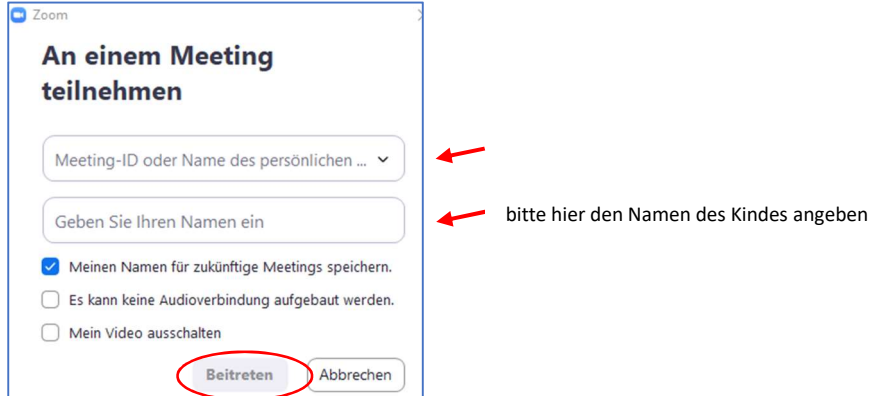 Zoom
An einem Meeting
teilnehmen
Meeting-ID oder Name des persönlichen ...
Geben Sie Ihren Namen ein
bitte hier den Namen des Kindes angeben
Meinen Namen für zukünftige Meetings speichern.
Es kann keine Audioverbindung aufgebaut werden.
Mein Video ausschalten
Beitreten Abbrechen